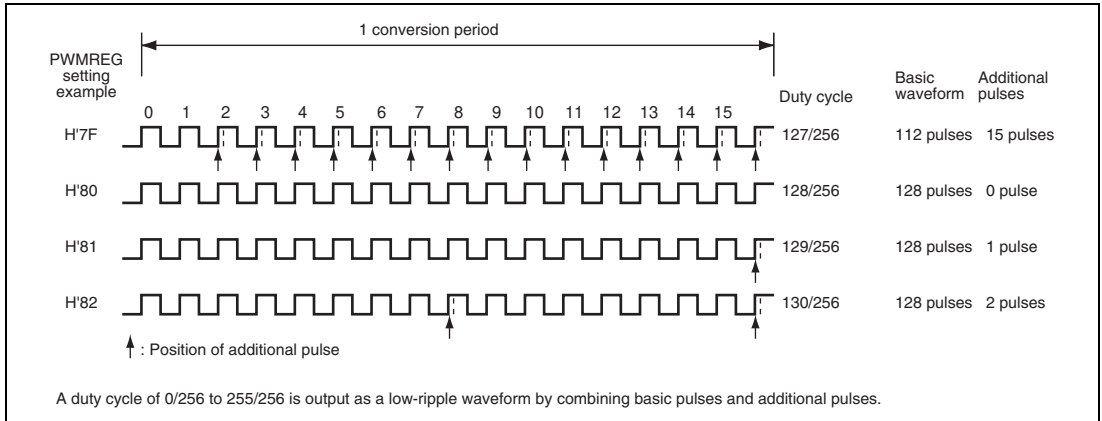 1 conversion period
PWMREG
setting
example
Duty cycle
Basic
waveform
Additional
pulses
0 1 2 3 4 5 6 7 8 9 10 11 12 13 14 15
H'7F 127/256 112 pulses 15 pulses
H'80 128/256 128 pulses 0 pulse
H'81 129/256 128 pulses 1 pulse
H'82 130/256 128 pulses 2 pulses
: Position of additional pulse
A duty cycle of 0/256 to 255/256 is output as a low-ripple waveform by combining basic pulses and additional pulses.